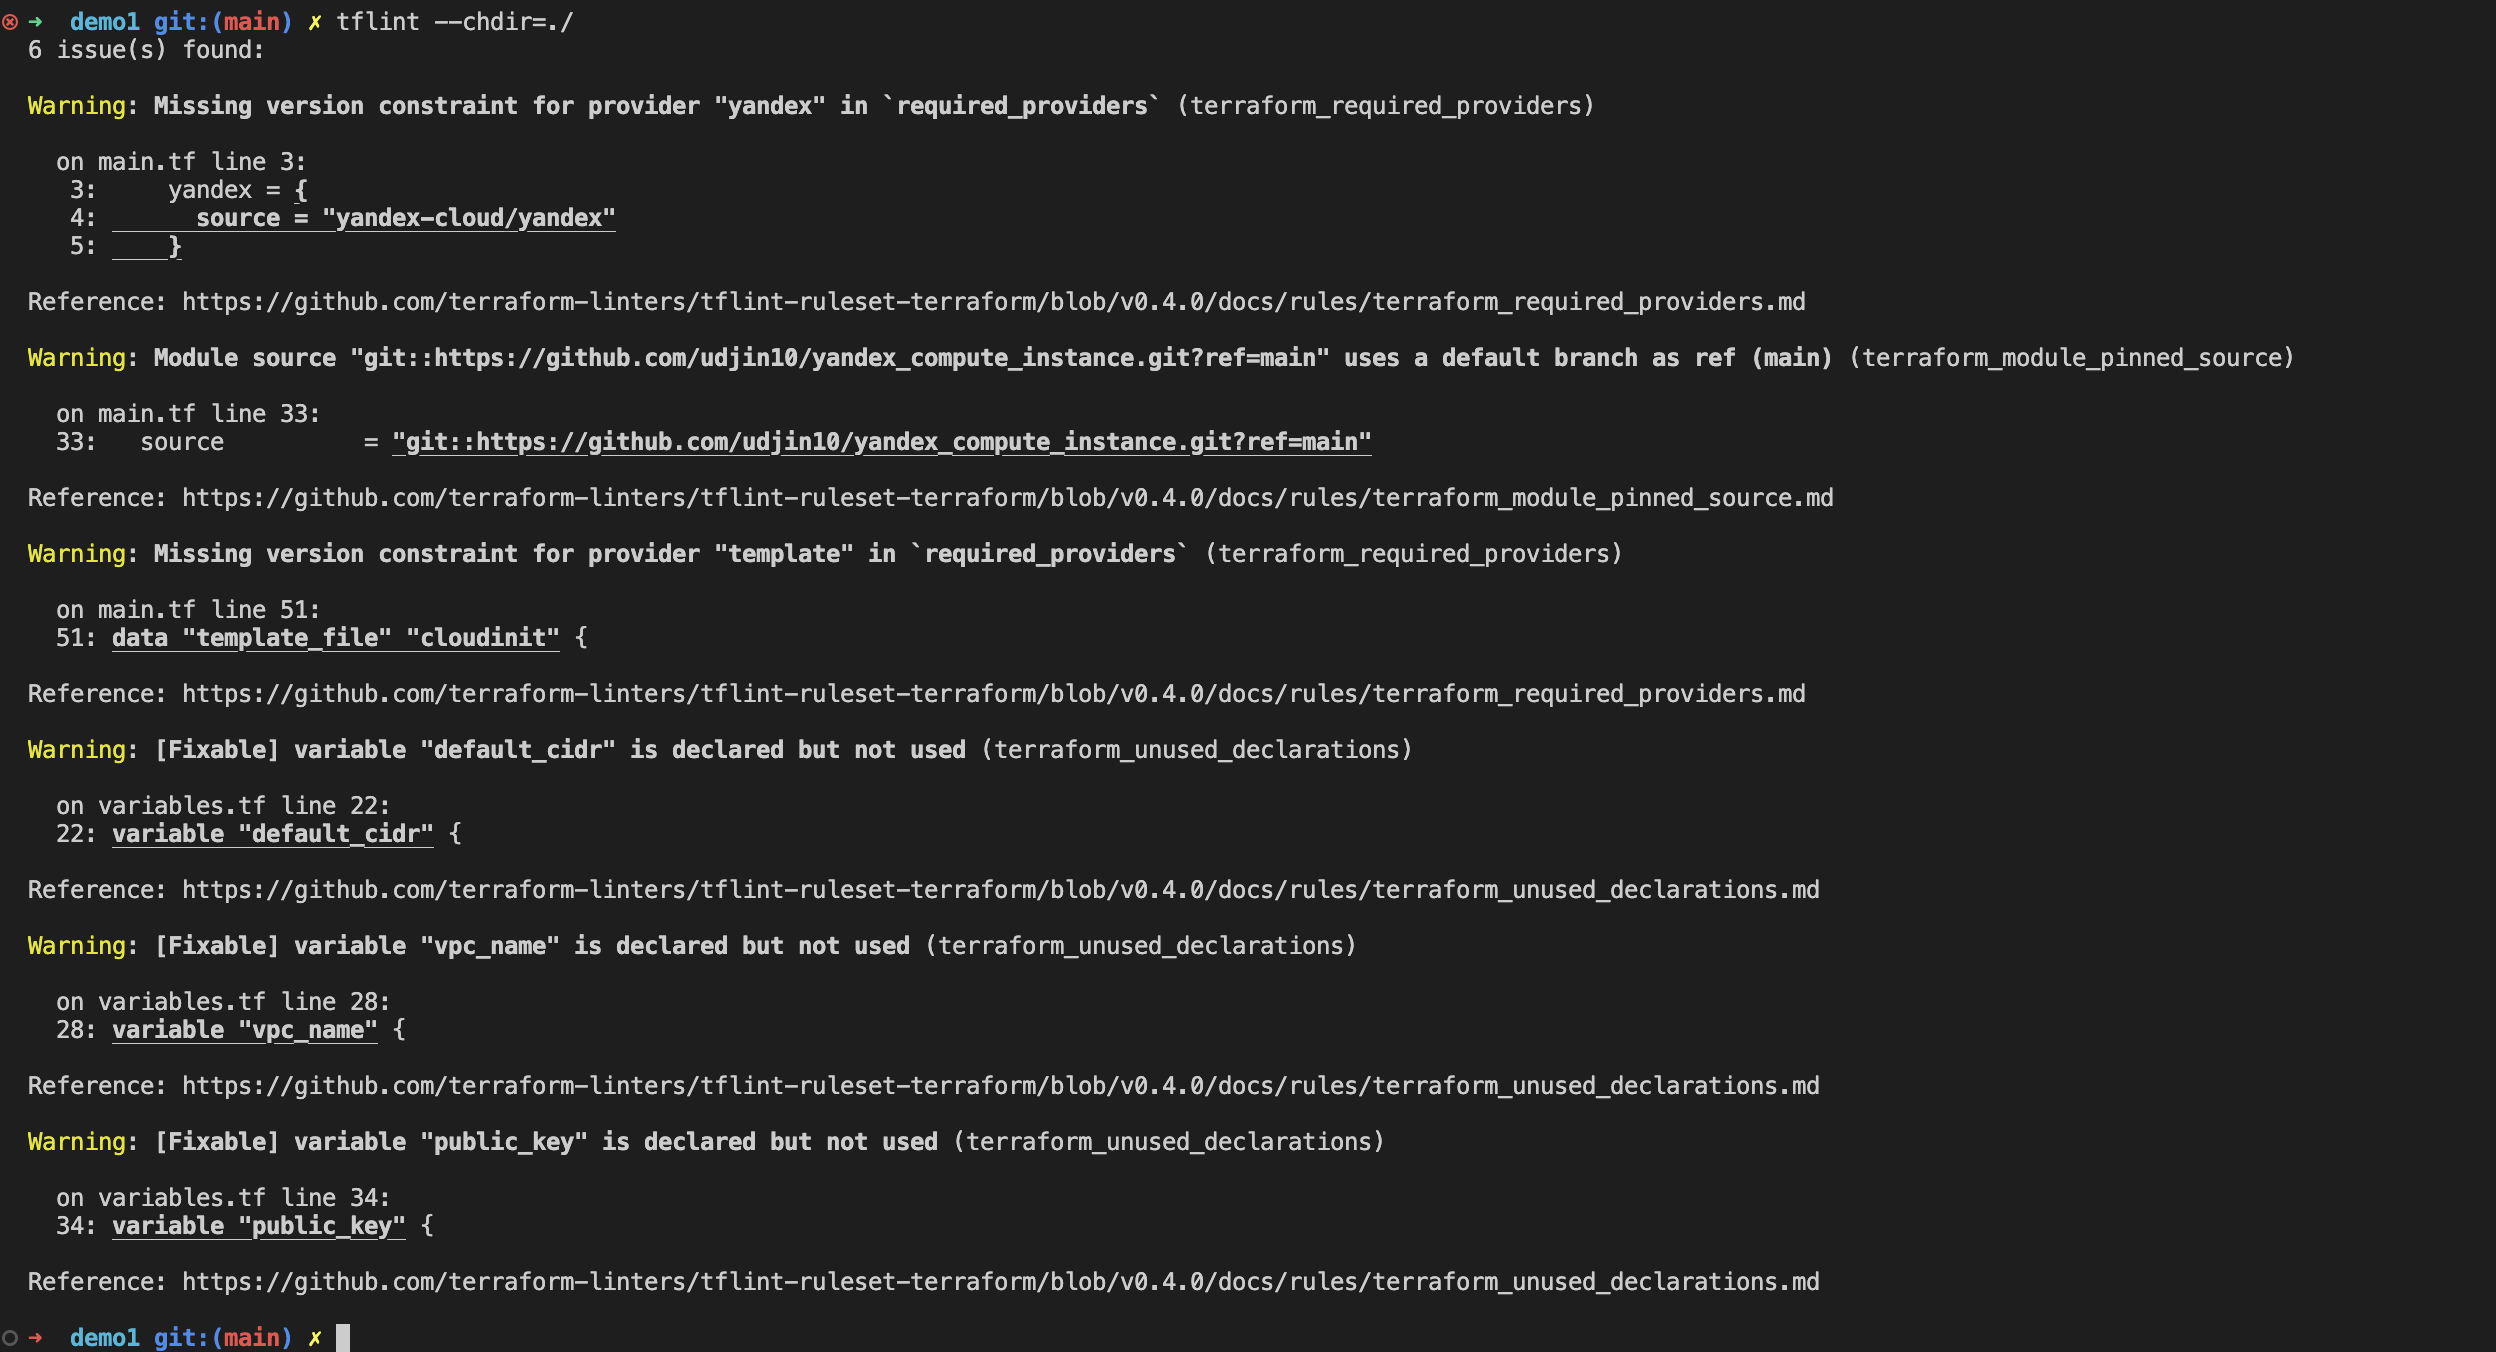 ➜  demo1 git:(main) ✗ tflint --chdir=./
6 issue(s) found:

Warning: Missing version constraint for provider "yandex" in `required_providers` (terraform_required_providers)

  on main.tf line 3:
   3:     yandex = {
   4:       source = "yandex-cloud/yandex"
   5:     }

Reference: https://github.com/terraform-linters/tflint-ruleset-terraform/blob/v0.4.0/docs/rules/terraform_required_providers.md

Warning: Module source "git::https://github.com/udjin10/yandex_compute_instance.git?ref=main" uses a default branch as ref (main) (terraform_module_pinned_source)

  on main.tf line 33:
  33:   source          = "git::https://github.com/udjin10/yandex_compute_instance.git?ref=main"

Reference: https://github.com/terraform-linters/tflint-ruleset-terraform/blob/v0.4.0/docs/rules/terraform_module_pinned_source.md

Warning: Missing version constraint for provider "template" in `required_providers` (terraform_required_providers)

  on main.tf line 51:
  51: data "template_file" "cloudinit" {

Reference: https://github.com/terraform-linters/tflint-ruleset-terraform/blob/v0.4.0/docs/rules/terraform_required_providers.md

Warning: [Fixable] variable "default_cidr" is declared but not used (terraform_unused_declarations)

  on variables.tf line 22:
  22: variable "default_cidr" {

Reference: https://github.com/terraform-linters/tflint-ruleset-terraform/blob/v0.4.0/docs/rules/terraform_unused_declarations.md

Warning: [Fixable] variable "vpc_name" is declared but not used (terraform_unused_declarations)

  on variables.tf line 28:
  28: variable "vpc_name" {

Reference: https://github.com/terraform-linters/tflint-ruleset-terraform/blob/v0.4.0/docs/rules/terraform_unused_declarations.md

Warning: [Fixable] variable "public_key" is declared but not used (terraform_unused_declarations)

  on variables.tf line 34:
  34: variable "public_key" {

Reference: https://github.com/terraform-linters/tflint-ruleset-terraform/blob/v0.4.0/docs/rules/terraform_unused_declarations.md

➜  demo1 git:(main) ✗